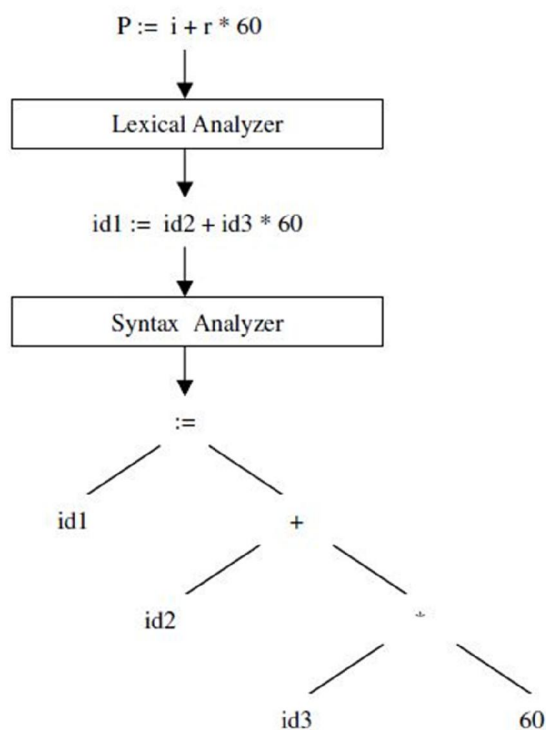 P := i + r * 60
Lexical Analyzer
id1 := id2 + id3 * 60
Syntax Analyzer
:=
id1
+
id2
*
id3
60